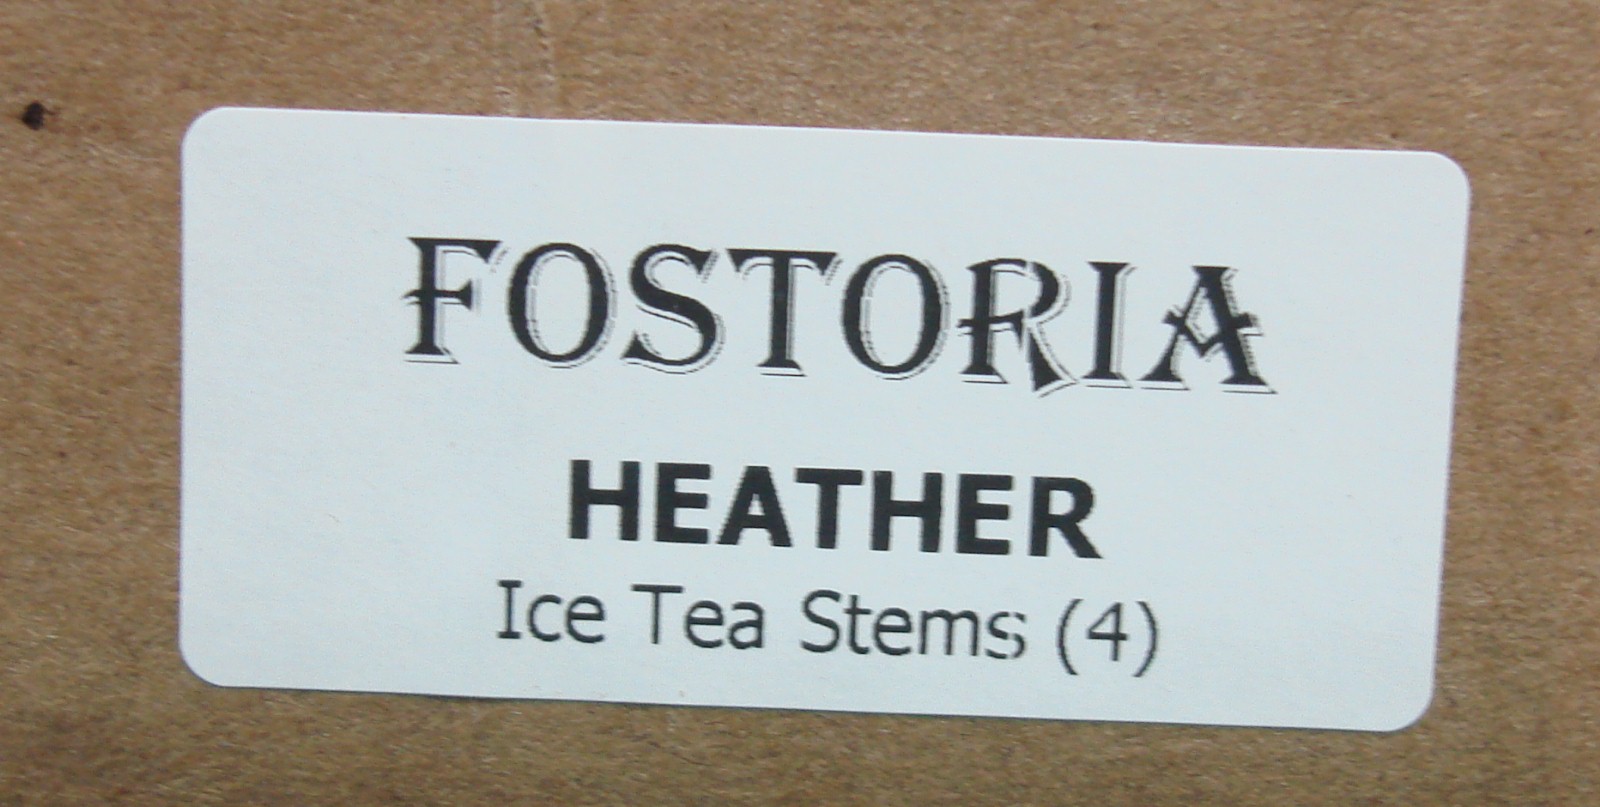 FOSTORIA
HEATHER
Ice Tea Stems (4)